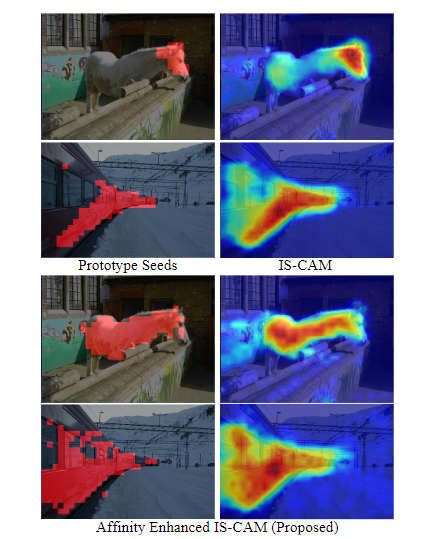 Prototype Seeds
IS-CAM
Affinity Enhanced IS-CAM (Proposed)